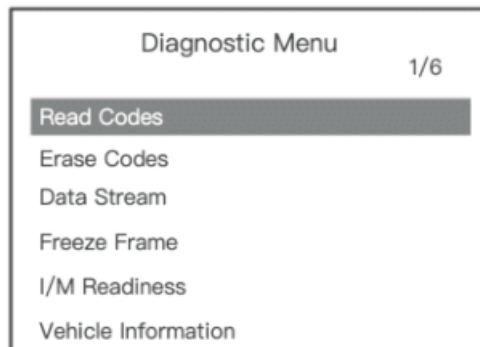 Diagnostic Menu
1/6
Read Codes
Erase Codes
Data Stream
Freeze Frame
I/M Readiness
Vehicle Information